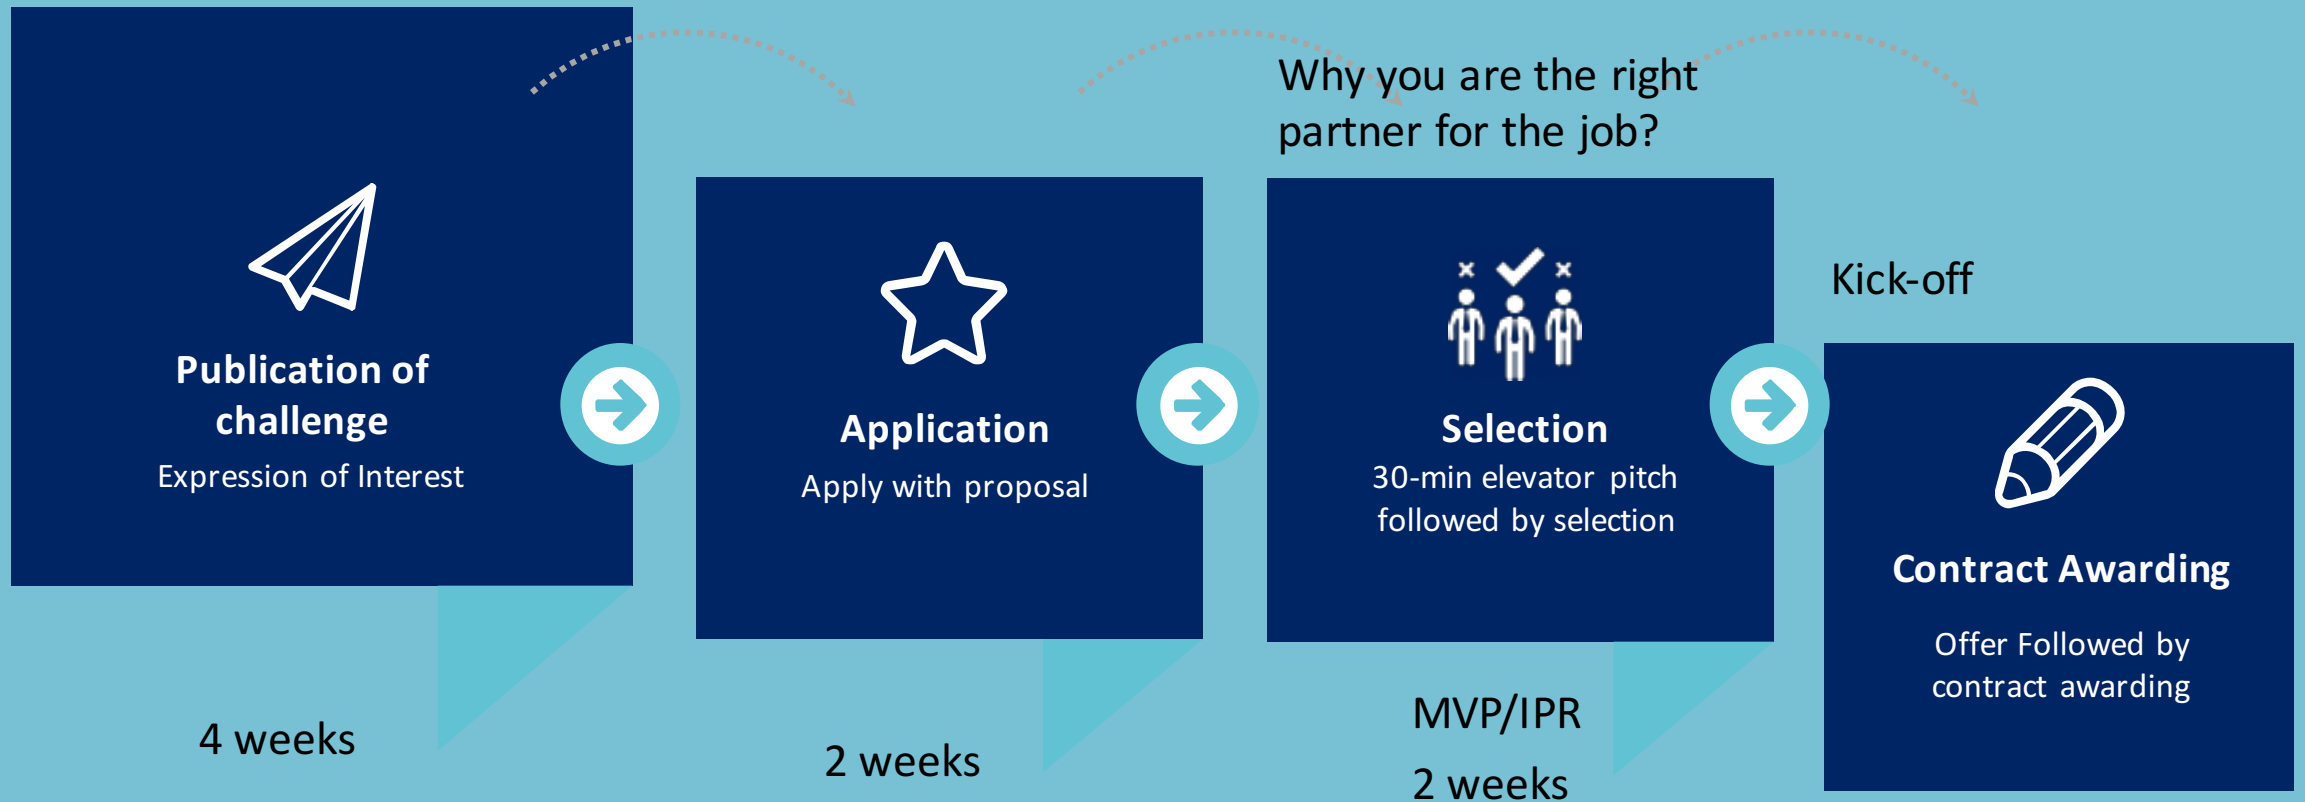 Publication of
challenge
Expression of Interest
4 weeks
Application
Apply with proposal
2 weeks
Why you are the right
partner for the job?
Selection
30-min elevator pitch
followed by selection
MVP/IPR
2 weeks
Kick-off
Contract Awarding
Offer Followed by
contract awarding